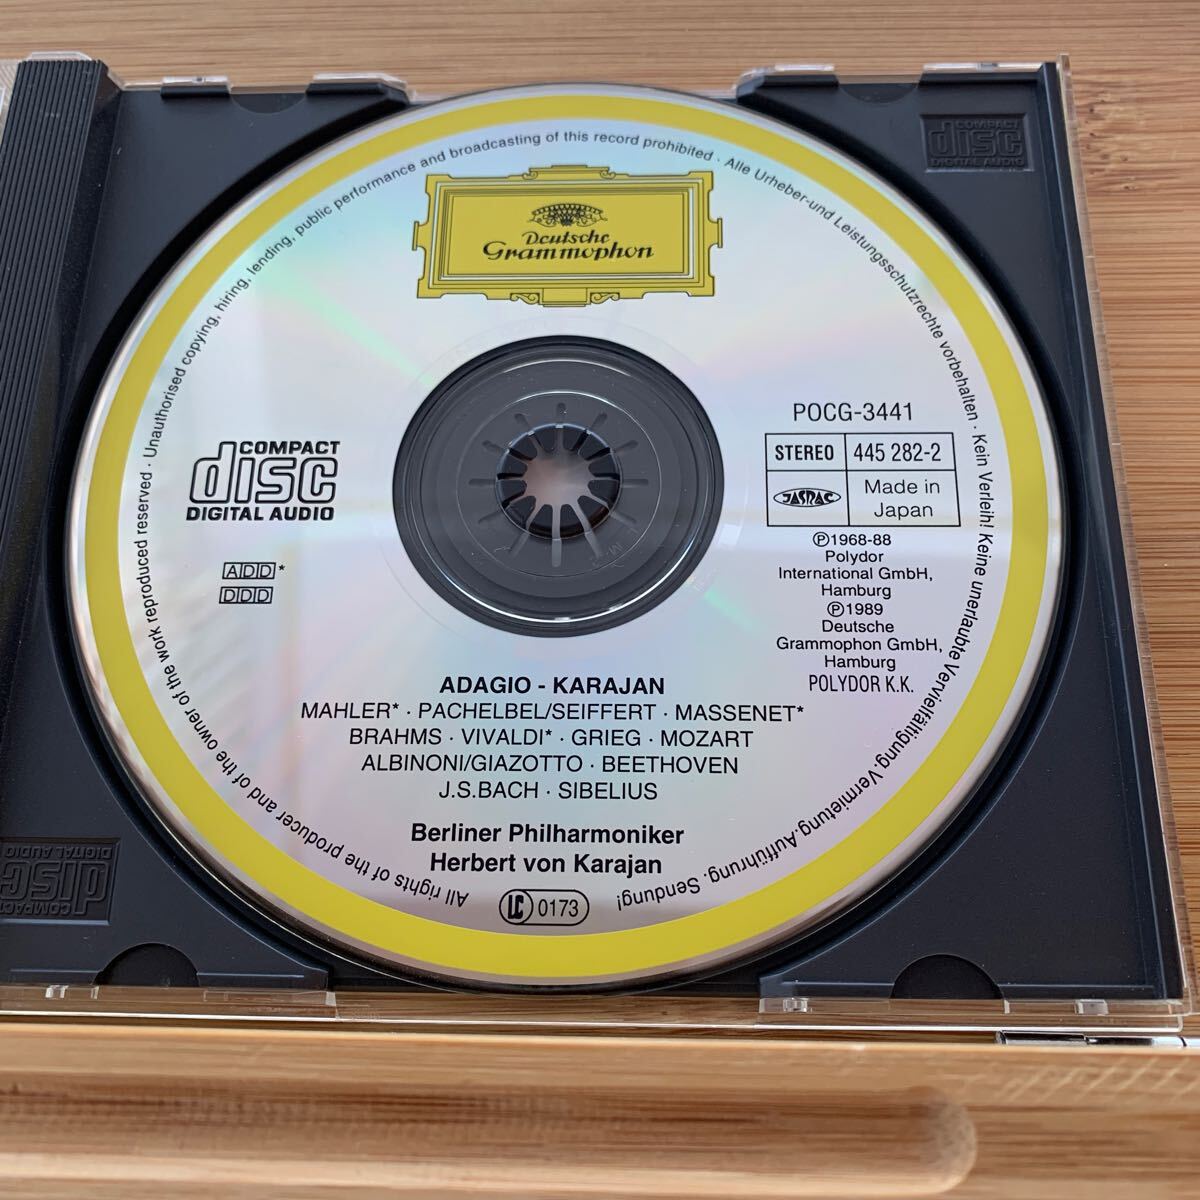 All rights of the producer and of the owner of the work reproduced reserved · Unauthorised copying, hiring, lending, public performance and broadcasting of this record prohibited · Alle Urheber-und Leistungsschutzrechte vorbehalten · Kein Verleih! Keine unerlaubte Vervielfältigung. Vermietung. Aufführung. Sendung!
Deutsche
Grammophon
COMPACT
disc
DIGITAL AUDIO
COMPACT
disc
DIGITAL AUDIO
ADD*
DDD
POCG-3441
STEREO 445 282-2
JASRAC Made in
Japan
℗1968-88
Polydor
International GmbH,
Hamburg
℗1989
Deutsche
Grammophon GmbH,
Hamburg
POLYDOR K.K.
ADAGIO - KARAJAN
MAHLER* · PACHELBEL/SEIFFERT · MASSENET*
BRAHMS · VIVALDI* · GRIEG · MOZART
ALBINONI/GIAZOTTO · BEETHOVEN
J.S.BACH · SIBELIUS
Berliner Philharmoniker
Herbert von Karajan
LC 0173
COMPACT
disc
DIGITAL AUDIO